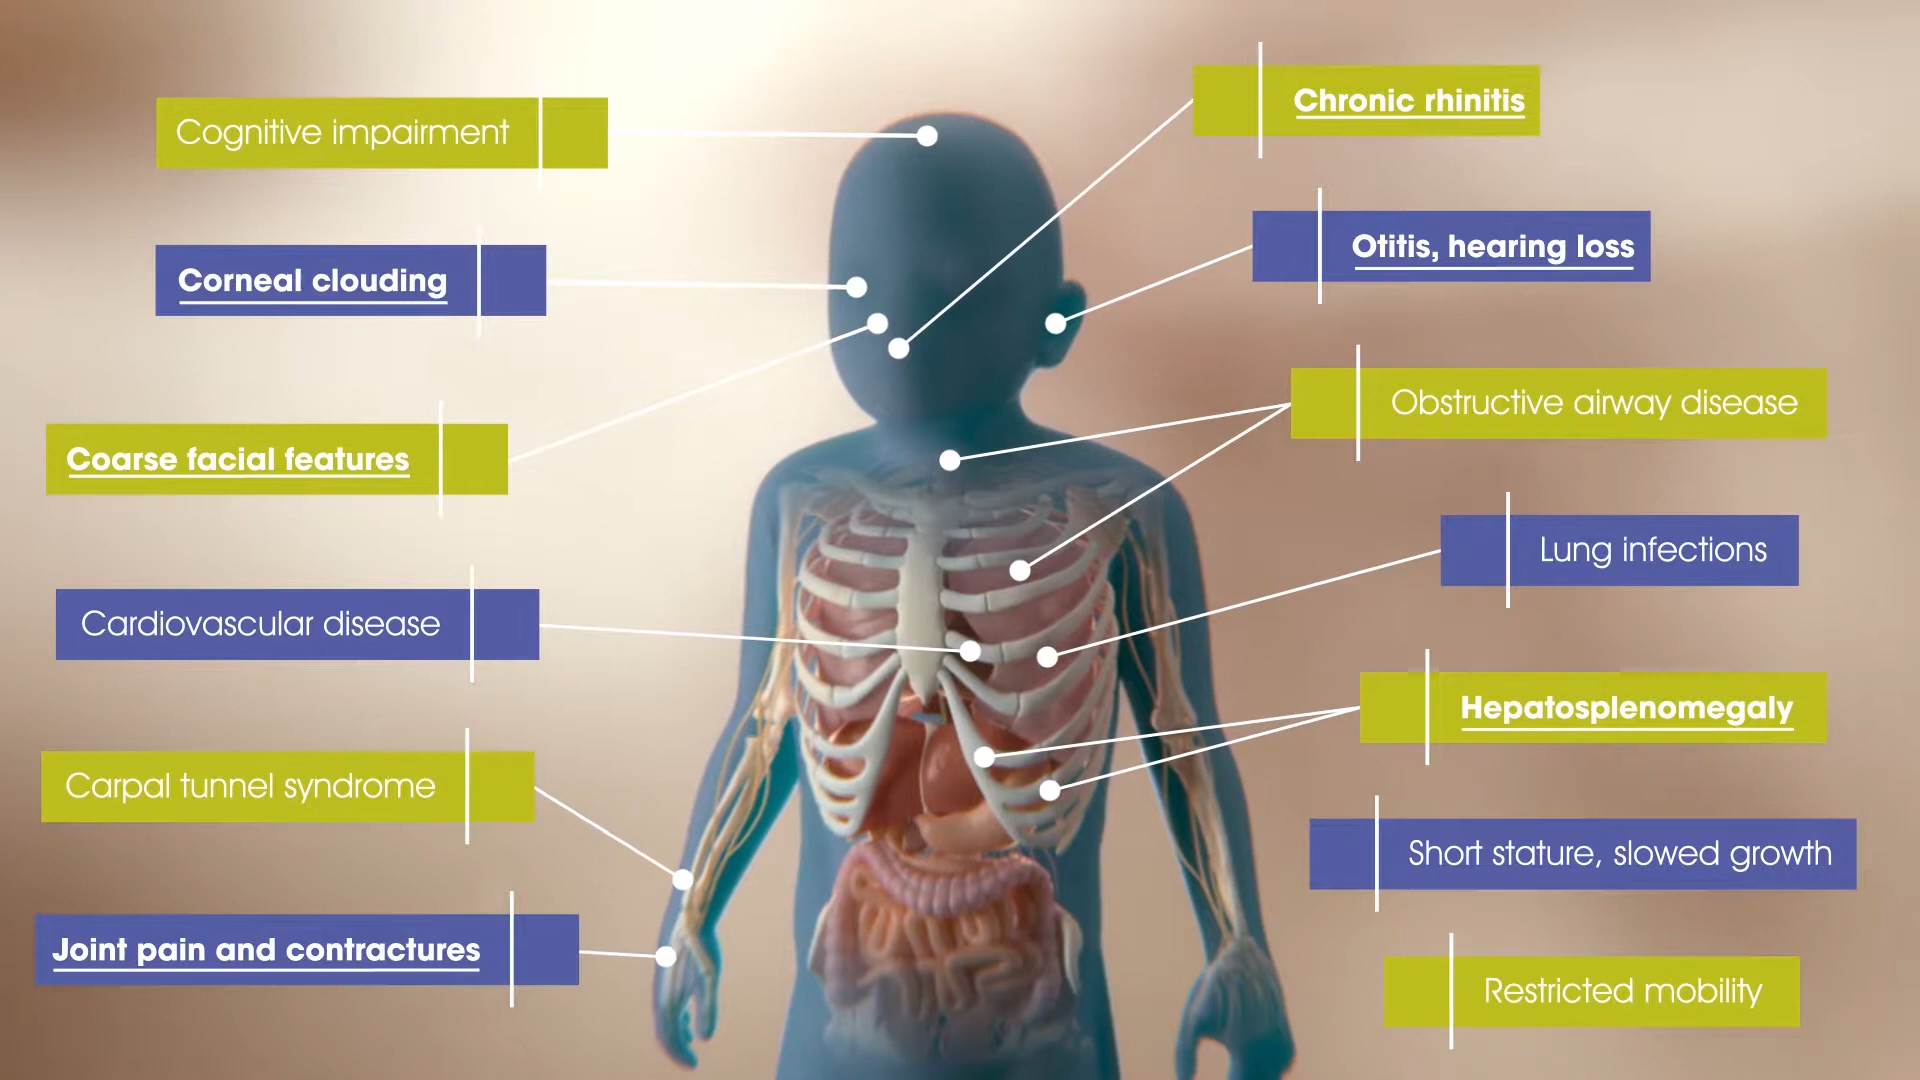 Cognitive impairment
Corneal clouding
Coarse facial features
Cardiovascular disease
Carpal tunnel syndrome
Joint pain and contractures
Chronic rhinitis
Otitis, hearing loss
Obstructive airway disease
Lung infections
Hepatosplenomegaly
Short stature, slowed growth
Restricted mobility